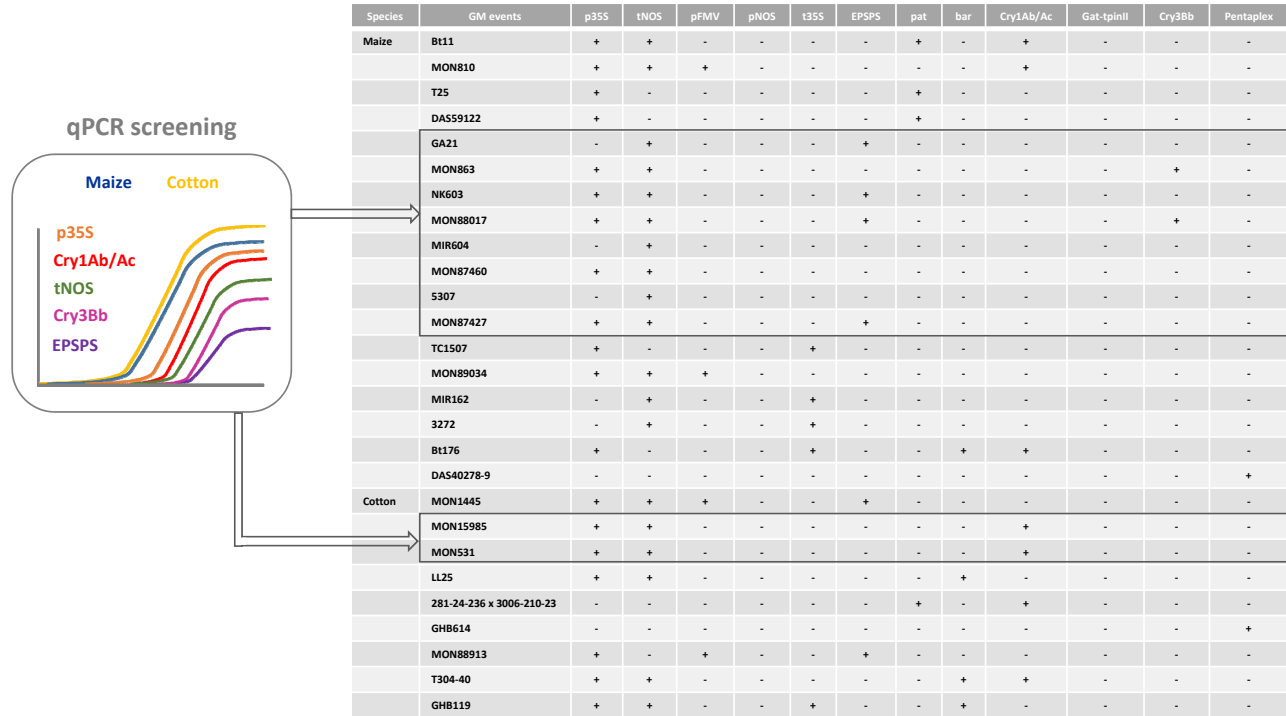 qPCR screening
Maize Cotton
p35S
Cry1Ab/Ac
tNOS
Cry3Bb
EPSPS
Species GM events p35S tNOS pFMV pNOS t35S EPSPS pat bar Cry1Ab/Ac Gat-tpinII Cry3Bb Pentaplex
Maize Bt11 + + - - - - + - + - - -
MON810 + + + - - - - - + - - -
T25 + - - - - - + - - - - -
DAS59122 + - - - - - + - - - - -
GA21 - + - - - + - - - - - -
MON863 + + - - - - - - - - + -
NK603 + + - - - + - - - - - -
MON88017 + + - - - + - - - - + -
MIR604 - + - - - - - - - - - -
MON87460 + + - - - - - - - - - -
5307 - + - - - - - - - - - -
MON87427 + + - - - + - - - - - -
TC1507 + - - - + - - - - - - -
MON89034 + + + - - - - - - - - -
MIR162 - + - - + - - - - - - -
3272 - + - - + - - - - - - -
Bt176 + - - - + - - + + - - -
DAS40278-9 - - - - - - - - - - - +
Cotton MON1445 + + + - - + - - - - - -
MON15985 + + - - - - - - + - - -
MON531 + + - - - - - - + - - -
LL25 + + - - - - - + - - - -
281-24-236 x 3006-210-23 - - - - - - + - + - - -
GHB614 - - - - - - - - - - - +
MON88913 + - + - - + - - - - - -
T304-40 + + - - - - - + + - - -
GHB119 + + - - + - - + - - - -